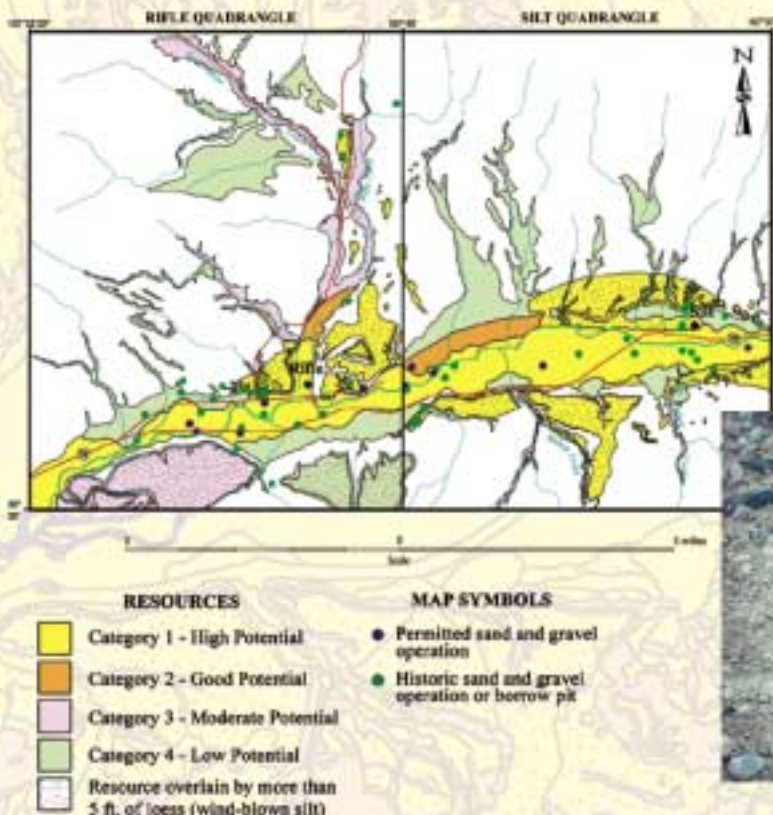 RIFLE QUADRANGLE
SILT QUADRANGLE
N
RESOURCES
Category 1 - High Potential
Category 2 - Good Potential
Category 3 - Moderate Potential
Category 4 - Low Potential
Resource overlain by more than
5 ft. of loess (wind-blown silt)
MAP SYMBOLS
Permitted sand and gravel
operation
Historic sand and gravel
operation or borrow pit